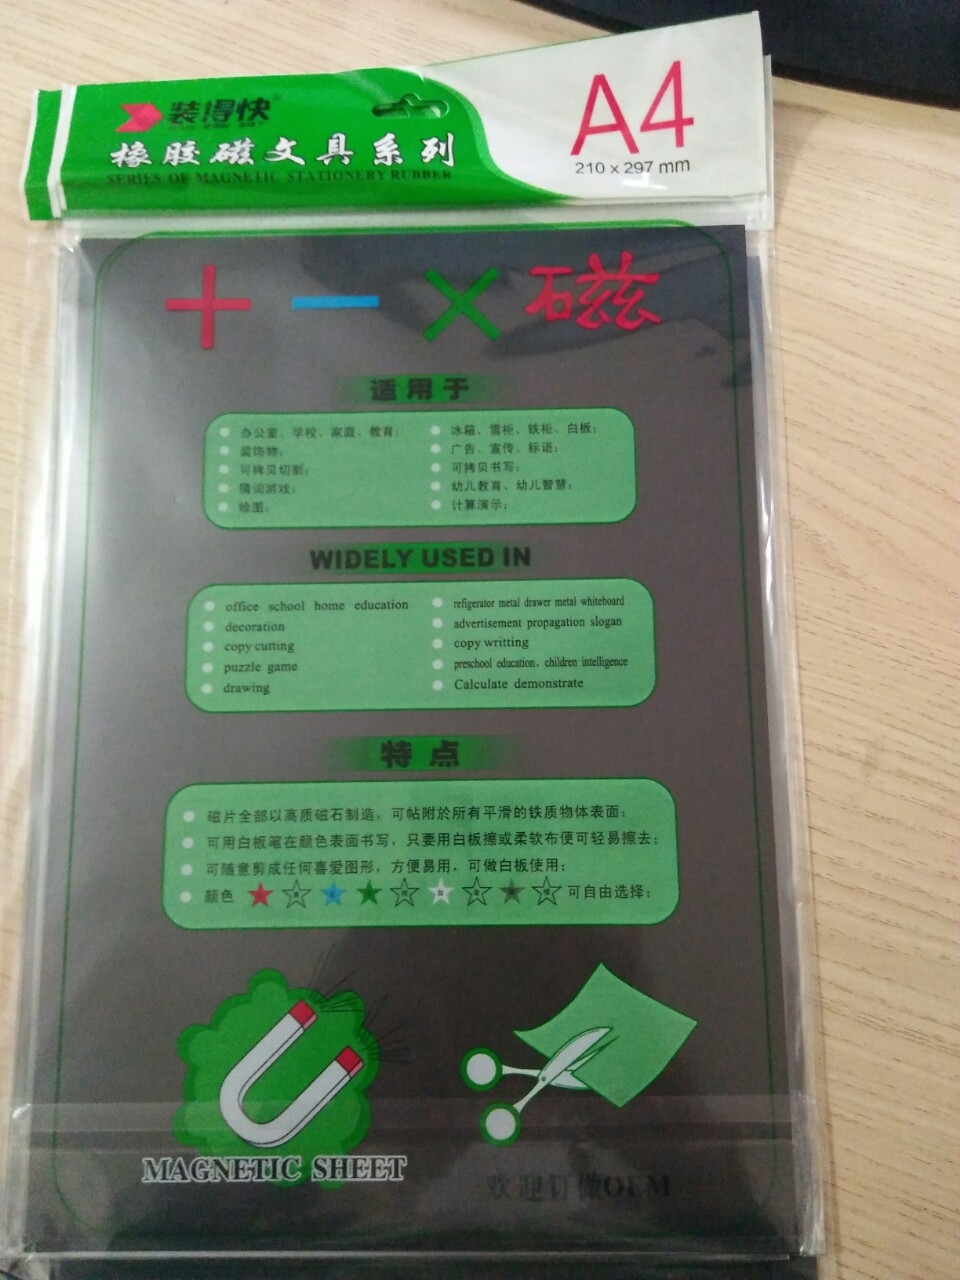 装得快
橡胶磁文具系列
SERIES OF MAGNETIC STATIONERY RUBBER
A4
210 x 297 mm
+ − × 磁
适用于
办公室、学校、家庭、教育；
装饰物；
可拷贝切割；
猜词游戏；
绘图；
冰箱、雪柜、铁柜、白板；
广告、宣传、标语；
可拷贝书写；
幼儿教育、幼儿智慧；
计算演示；
WIDELY USED IN
office school home education
decoration
copy cutting
puzzle game
drawing
refigerator metal drawer metal whiteboard
advertisement propagation slogan
copy writting
preschool education、children intelligence
Calculate demonstrate
特点
磁片全部以高质磁石制造，可帖附於所有平滑的铁质物体表面；
可用白板笔在颜色表面书写，只要用白板擦或柔软布便可轻易擦去；
可随意剪成任何喜爱图形，方便易用，可做白板使用；
颜色 可自由选择；
MAGNETIC SHEET
欢迎订做OEM